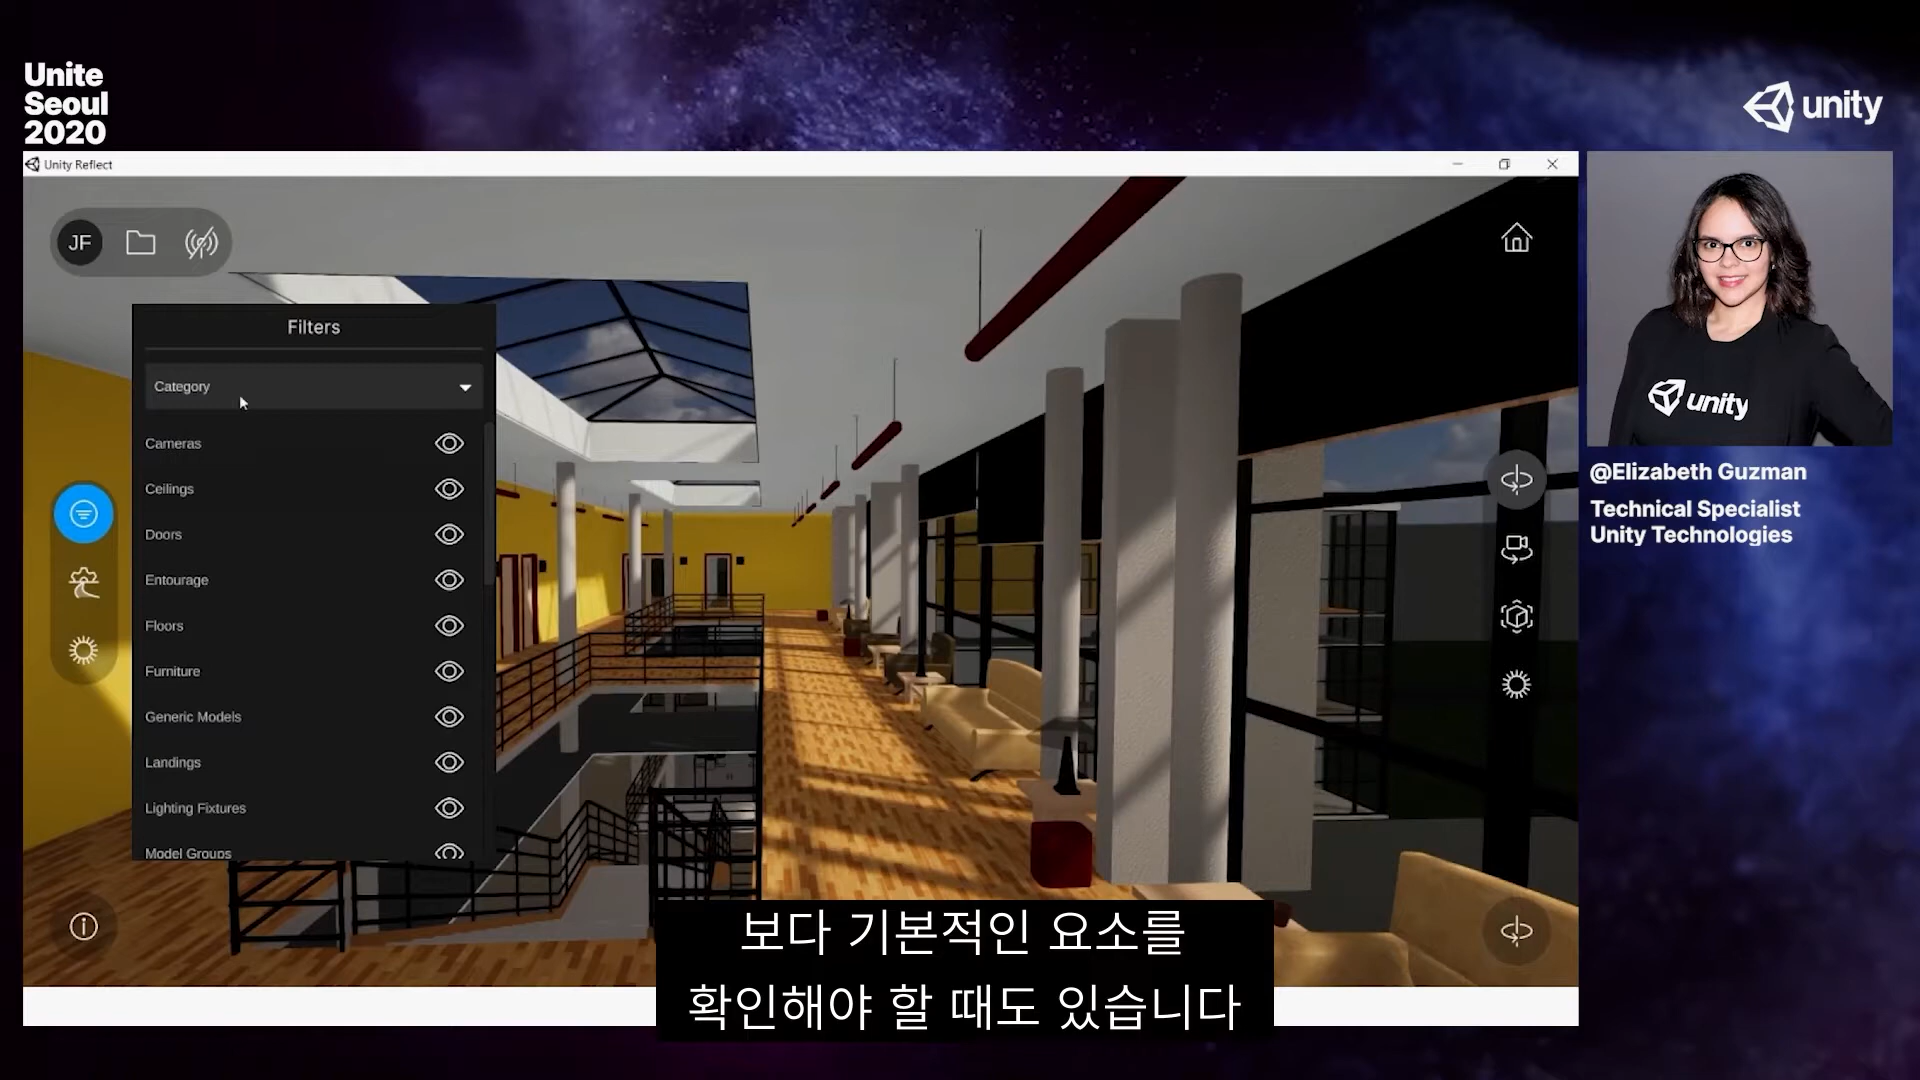 Unite
Seoul
2020
unity
Unity Reflect
JF
Filters
Category
Cameras
Ceilings
Doors
Entourage
Floors
Furniture
Generic Models
Landings
Lighting Fixtures
Model Groups
unity
@Elizabeth Guzman
Technical Specialist
Unity Technologies
보다 기본적인 요소를
확인해야 할 때도 있습니다